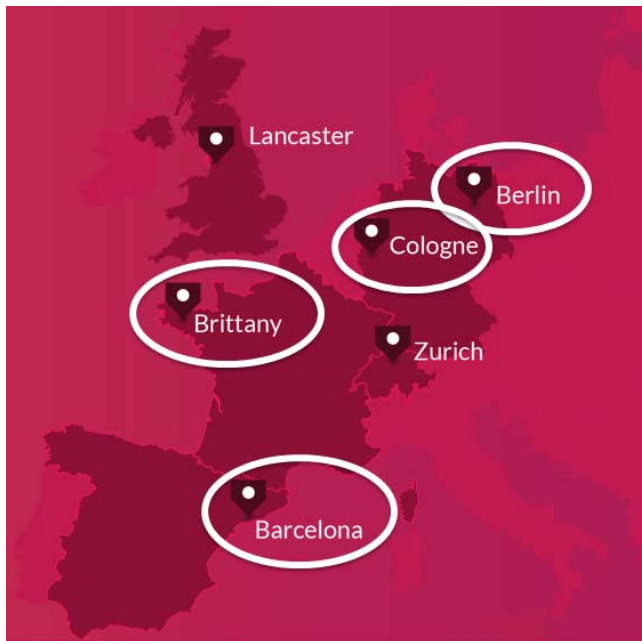 Lancaster
Berlin
Cologne
Brittany
Zurich
Barcelona